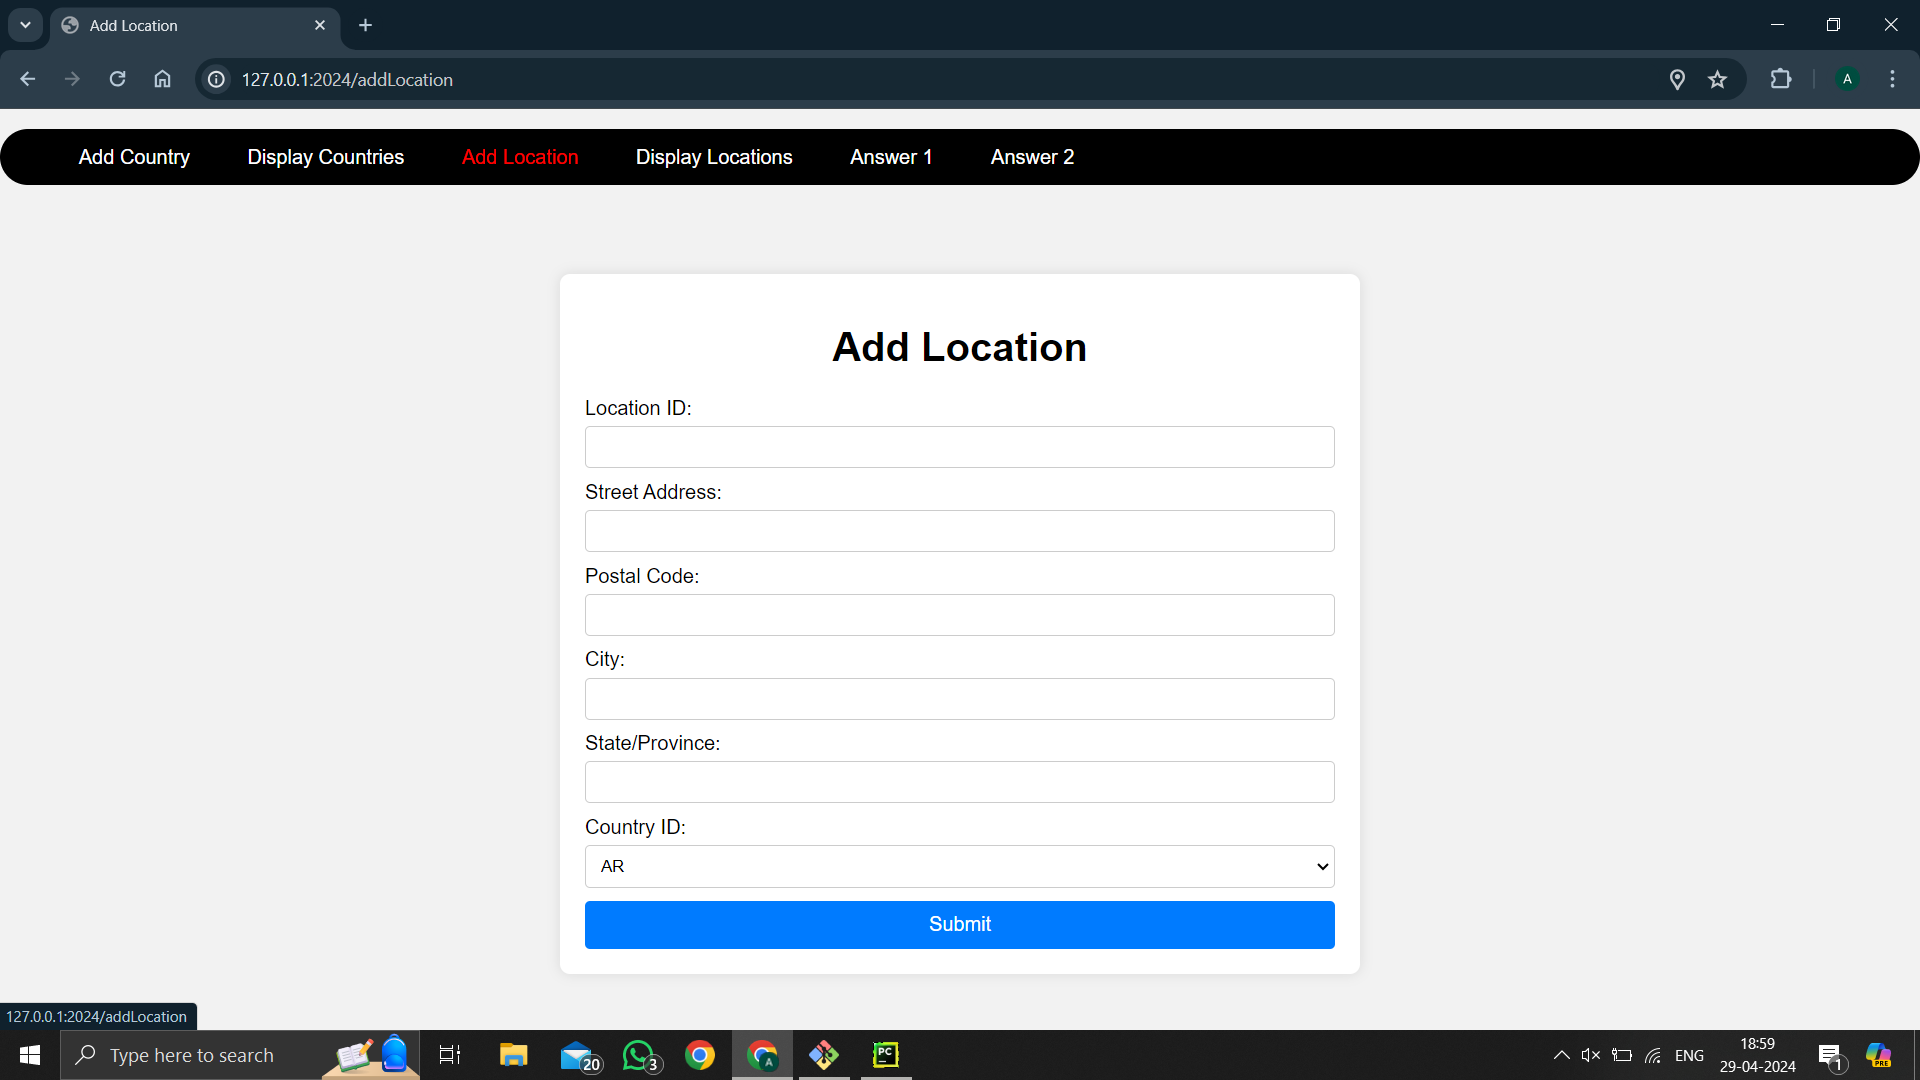 Add Location
127.0.0.1:2024/addLocation
A
Add Country
Display Countries
Add Location
Display Locations
Answer 1
Answer 2
Add Location
Location ID:
Street Address:
Postal Code:
City:
State/Province:
Country ID:
AR
Submit
127.0.0.1:2024/addLocation
Type here to search
20
3
A
PC
ENG
18:59
29-04-2024
1
PRE